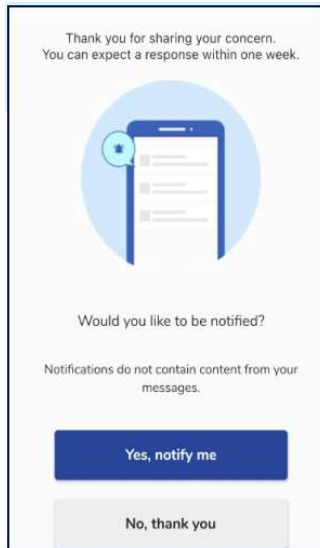 Thank you for sharing your concern.
You can expect a response within one week.
Would you like to be notified?
Notifications do not contain content from your
messages.
Yes, notify me
No, thank you